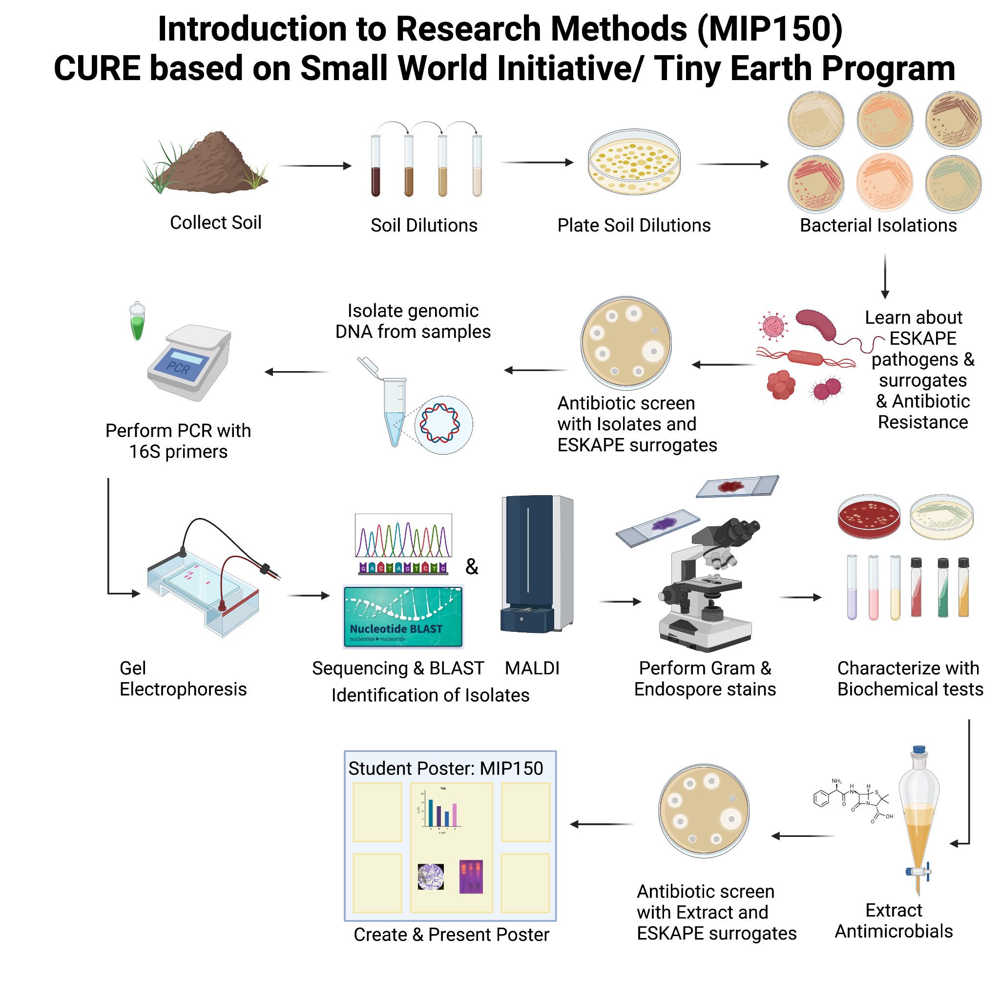 Introduction to Research Methods (MIP150)
CURE based on Small World Initiative/ Tiny Earth Program
Collect Soil
Soil Dilutions
Plate Soil Dilutions
Bacterial Isolations
Learn about
ESKAPE
pathogens &
surrogates
& Antibiotic
Resistance
Antibiotic screen
with Isolates and
ESKAPE surrogates
Isolate genomic
DNA from samples
PCR
Perform PCR with
16S primers
Gel
Electrophoresis
G A C T A G T C T G
&
Nucleotide BLAST
nucleotide ▶ nucleotide
Sequencing & BLAST
MALDI
Identification of Isolates
Perform Gram &
Endospore stains
Characterize with
Biochemical tests
NH2
H
N
H
S
O
O
N
O
OH
Extract
Antimicrobials
Antibiotic screen
with Extract and
ESKAPE surrogates
Student Poster: MIP150
Title
A B C D
Create & Present Poster